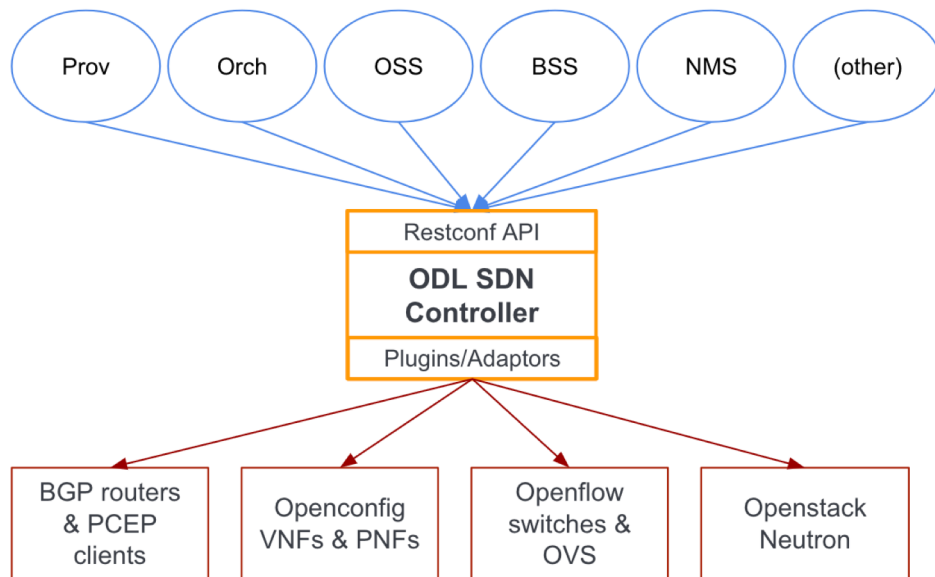 Prov
Orch
OSS
BSS
NMS
(other)
Restconf API
ODL SDN
Controller
Plugins/Adaptors
BGP routers
& PCEP
clients
Openconfig
VNFs & PNFs
Openflow
switches &
OVS
Openstack
Neutron